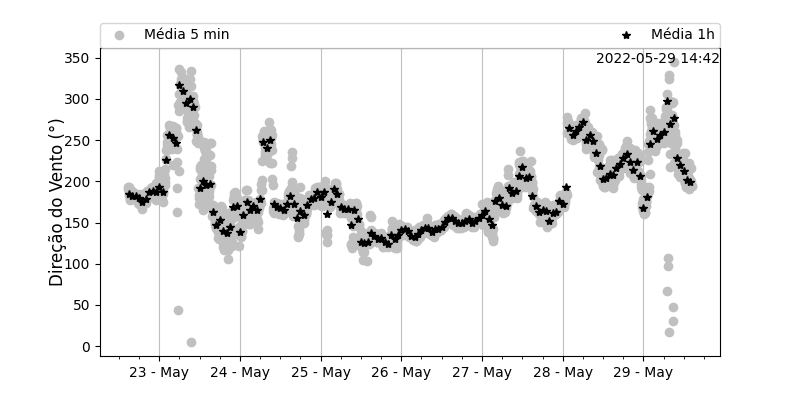 Média 5 min
Média 1h
2022-05-29 14:42
Direção do Vento (°)
350
300
250
200
150
100
50
0
23 - May
24 - May
25 - May
26 - May
27 - May
28 - May
29 - May